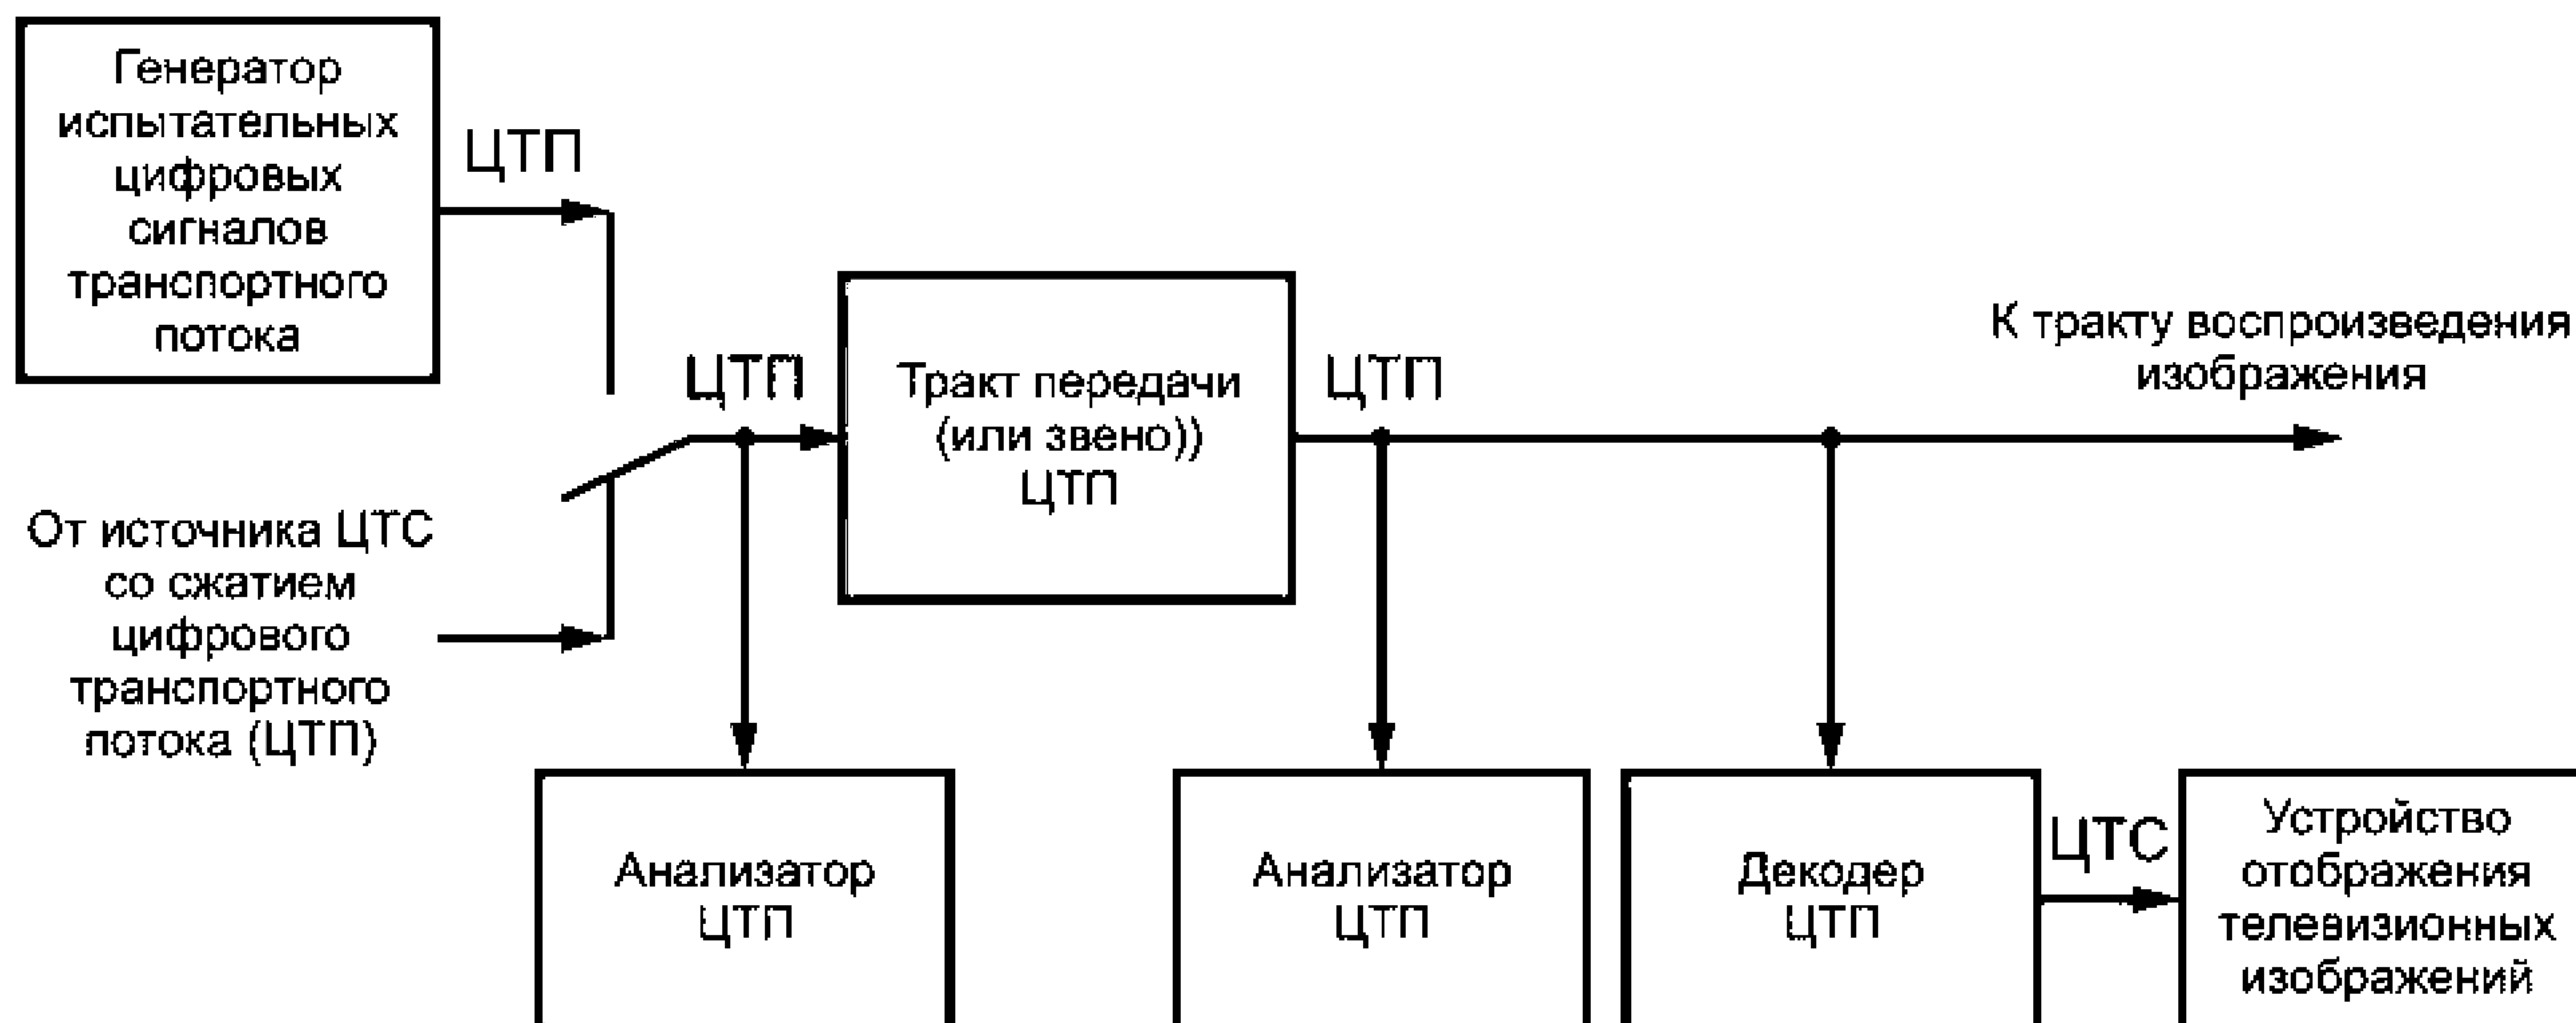 Генератор
испытательных
цифровых
сигналов
транспортного
потока
ЦТП
ЦТП
Тракт передачи
(или звено))
ЦТП
ЦТП
К тракту воспроизведения
изображения
От источника ЦТС
со сжатием
цифрового
транспортного
потока (ЦТП)
Анализатор
ЦТП
Анализатор
ЦТП
Декодер
ЦТП
ЦТС
Устройство
отображения
телевизионных
изображений